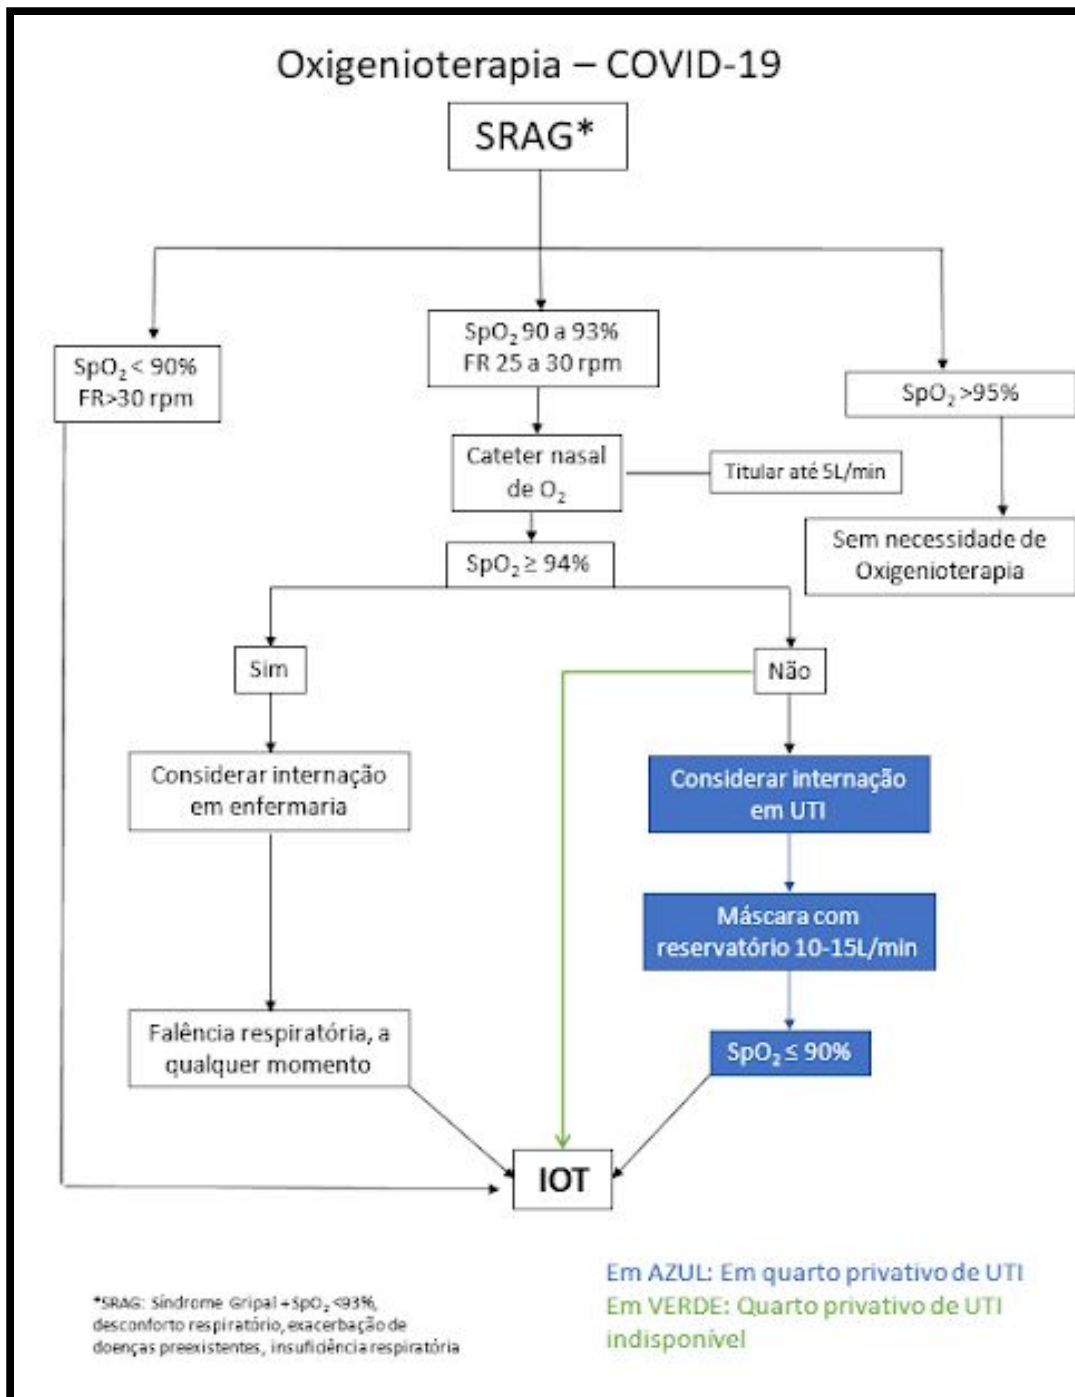 Oxigenioterapia – COVID-19
SRAG*
SpO₂ < 90%
FR>30 rpm
SpO₂ 90 a 93%
FR 25 a 30 rpm
SpO₂ >95%
Cateter nasal
de O₂
Titular até 5L/min
Sem necessidade de
Oxigenioterapia
SpO₂ ≥ 94%
Sim
Não
Considerar internação
em enfermaria
Considerar internação
em UTI
Máscara com
reservatório 10-15L/min
Falência respiratória, a
qualquer momento
SpO₂ ≤ 90%
IOT
*SRAG: Síndrome Gripal +SpO₂ <93%,
desconforto respiratório, exacerbação de
doenças preexistentes, insuficiência respiratória
Em AZUL: Em quarto privativo de UTI
Em VERDE: Quarto privativo de UTI
indisponível